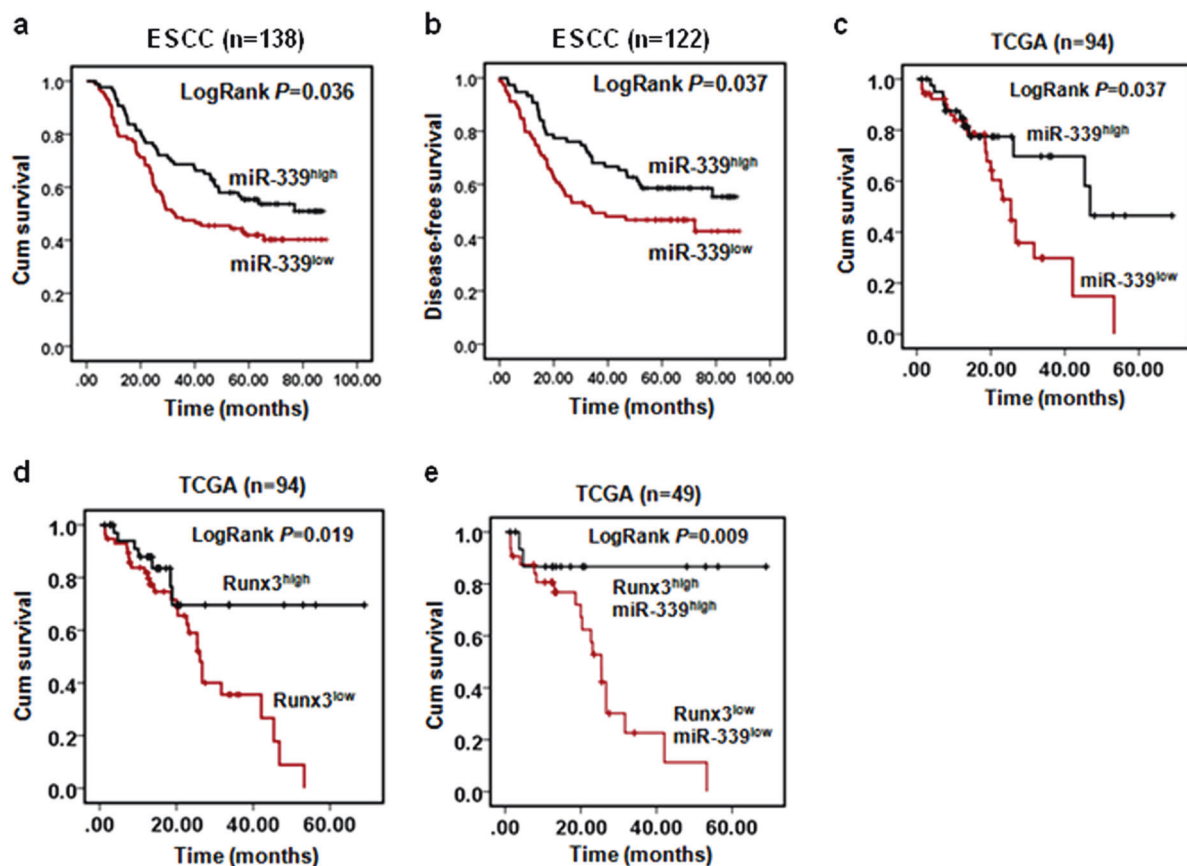 a
ESCC (n=138)
LogRank P=0.036
miR-339high
miR-339low
Cum survival
1.0
0.8
0.6
0.4
0.2
0.0
.00 20.00 40.00 60.00 80.00 100.00
Time (months)
b
ESCC (n=122)
LogRank P=0.037
miR-339high
miR-339low
Disease-free survival
1.0
0.8
0.6
0.4
0.2
0.0
.00 20.00 40.00 60.00 80.00 100.00
Time (months)
c
TCGA (n=94)
LogRank P=0.037
miR-339high
miR-339low
Cum survival
1.0
0.8
0.6
0.4
0.2
0.0
.00 20.00 40.00 60.00
Time (months)
d
TCGA (n=94)
LogRank P=0.019
Runx3high
Runx3low
Cum survival
1.0
0.8
0.6
0.4
0.2
0.0
.00 20.00 40.00 60.00
Time (months)
e
TCGA (n=49)
LogRank P=0.009
Runx3high
miR-339high
Runx3low
miR-339low
Cum survival
1.0
0.8
0.6
0.4
0.2
0.0
.00 20.00 40.00 60.00
Time (months)